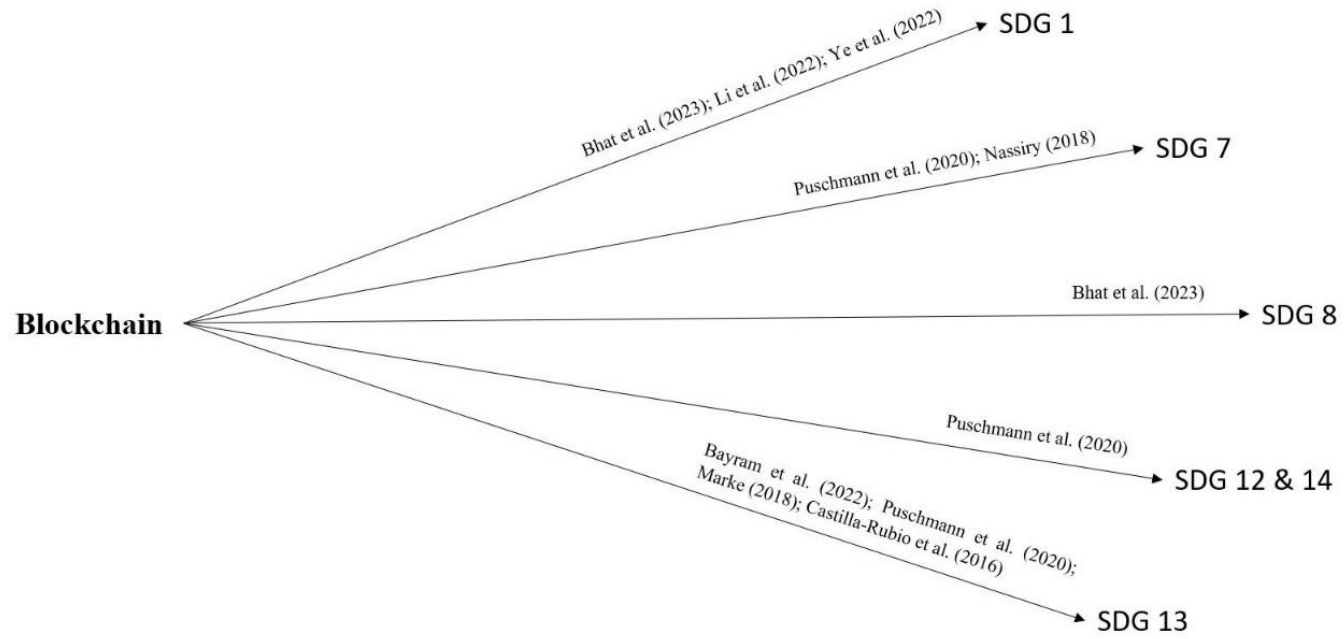 Bhat et al. (2023); Li et al. (2022); Ye et al. (2022)
SDG 1
Puschmann et al. (2020); Nassiry (2018)
SDG 7
Blockchain
Bhat et al. (2023)
SDG 8
Puschmann et al. (2020)
SDG 12 & 14
Bayram et al. (2022); Puschmann et al. (2020);
Marke (2018); Castilla-Rubio et al. (2016)
SDG 13